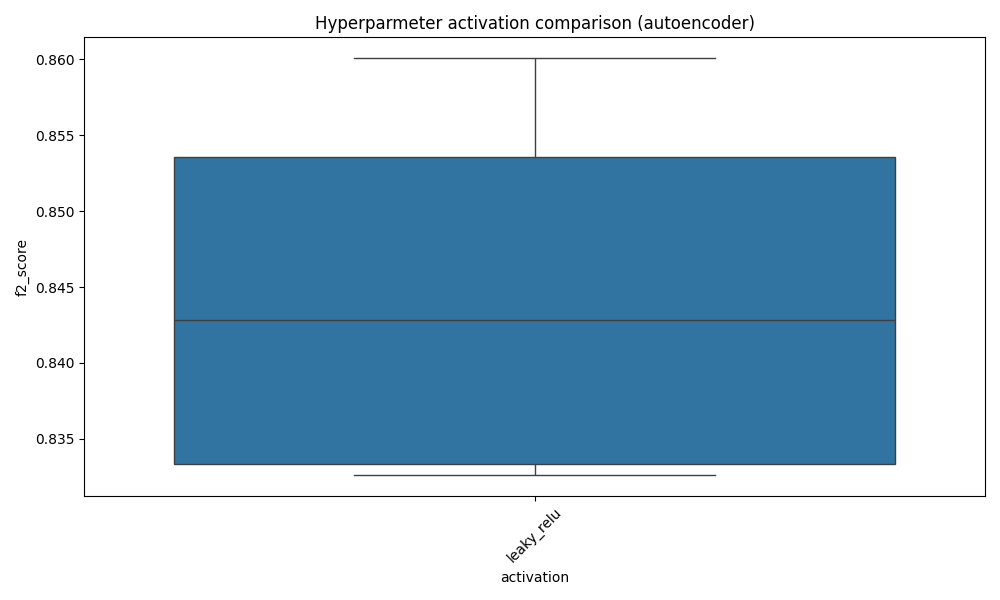 Hyperparmeter activation comparison (autoencoder)
0.860
0.855
0.850
0.845
0.840
0.835
f2_score
leaky_relu
activation